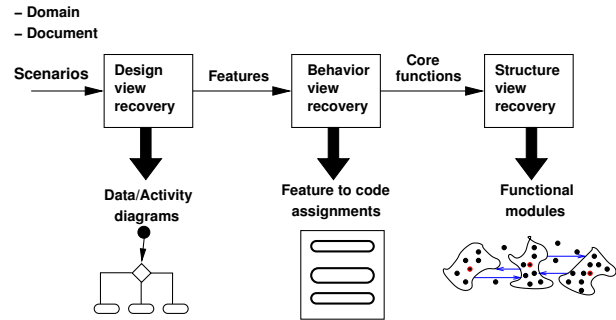 – Domain
– Document
Scenarios
Design
view
recovery
Features
Behavior
view
recovery
Core
functions
Structure
view
recovery
Data/Activity
diagrams
Feature to code
assignments
Functional
modules